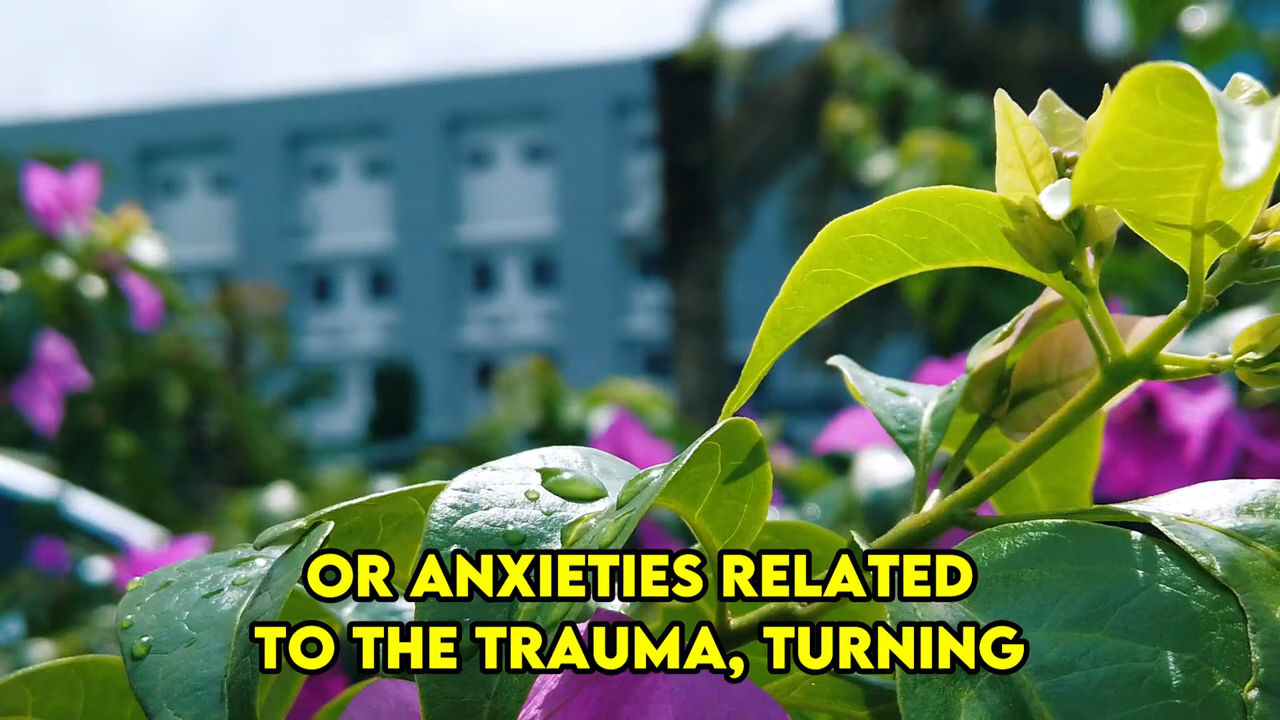 OR ANXIETIES RELATED
TO THE TRAUMA, TURNING